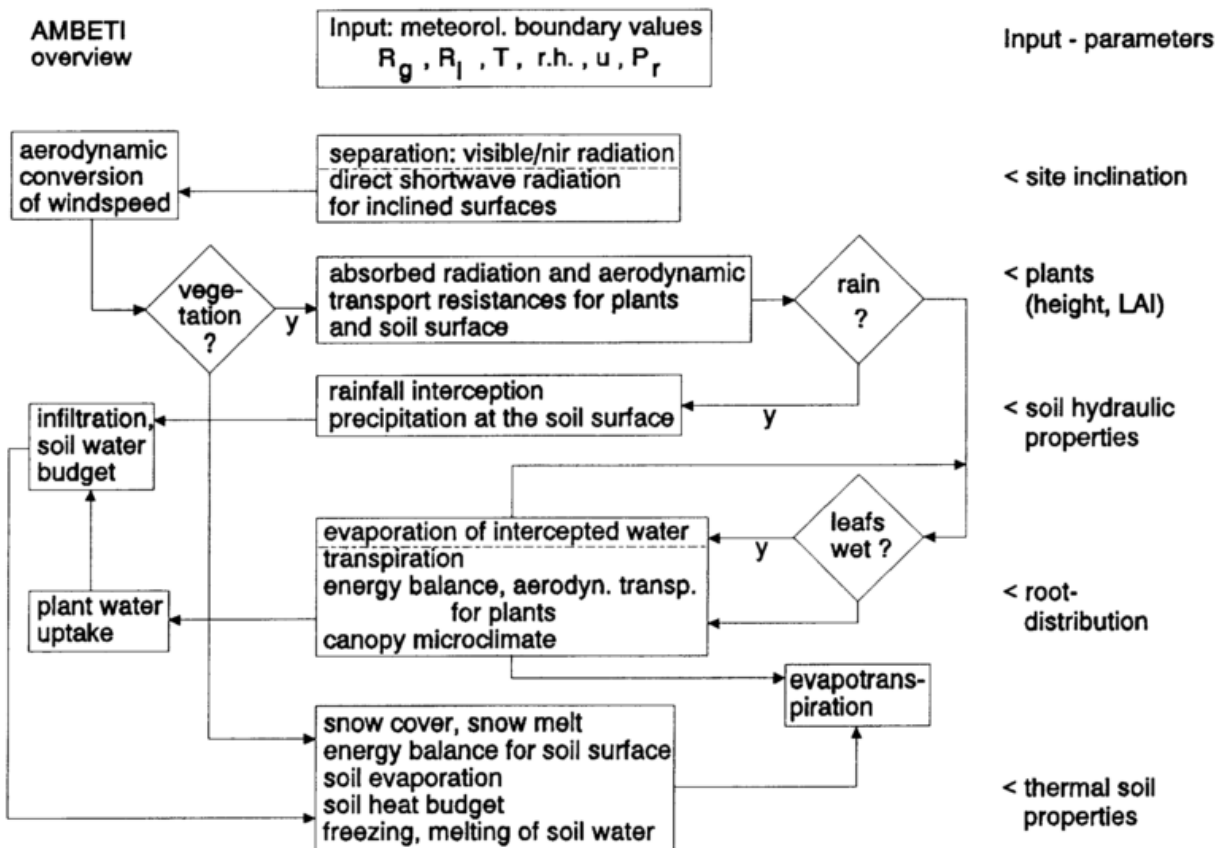 AMBETI
overview
Input: meteorol. boundary values
Rg , Rl , T, r.h. , u , Pr
Input - parameters
aerodynamic
conversion
of windspeed
separation: visible/nir radiation
direct shortwave radiation
for inclined surfaces
< site inclination
vege-
tation
?
y
absorbed radiation and aerodynamic
transport resistances for plants
and soil surface
rain
?
< plants
(height, LAI)
rainfall interception
precipitation at the soil surface
y
infiltration,
soil water
budget
< soil hydraulic
properties
evaporation of intercepted water
transpiration
energy balance, aerodyn. transp.
for plants
canopy microclimate
y
leafs
wet ?
plant water
uptake
< root-
distribution
evapotrans-
piration
snow cover, snow melt
energy balance for soil surface
soil evaporation
soil heat budget
freezing, melting of soil water
< thermal soil
properties